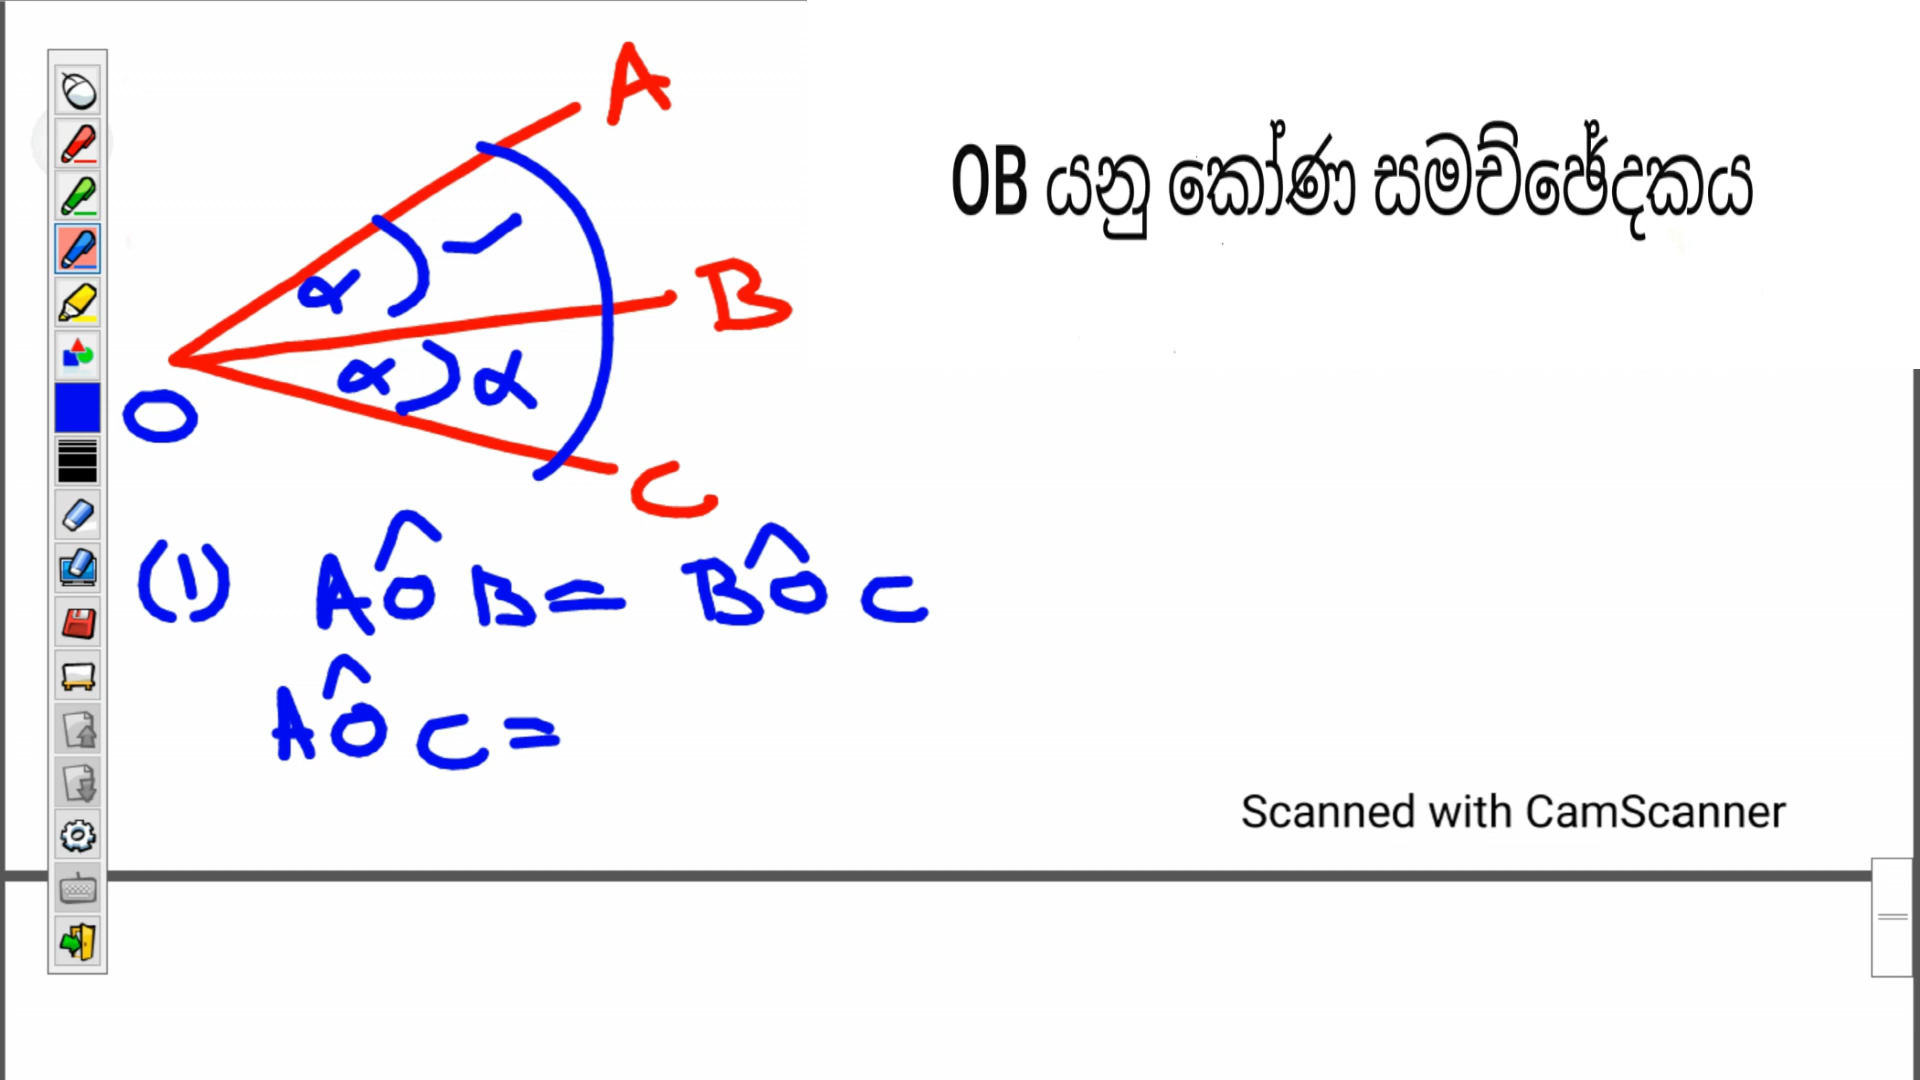 A
OB යනු කෝණ සමච්ඡේදකය
B
α
α α
O
C
(1) AÔB = BÔC
AÔC =
Scanned with CamScanner